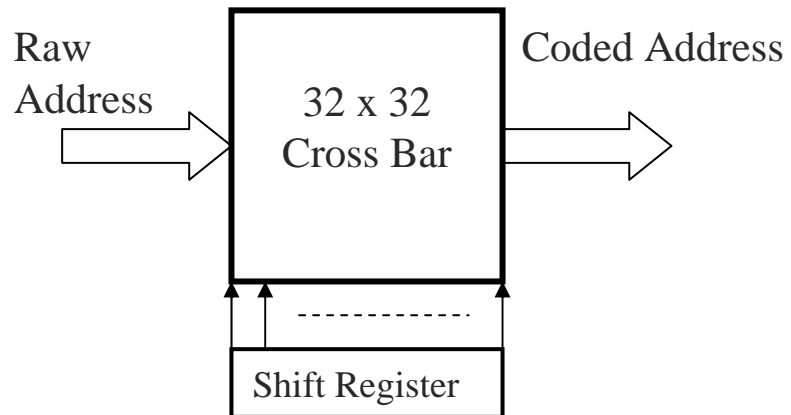 Raw
Address
32 x 32
Cross Bar
Coded Address
Shift Register